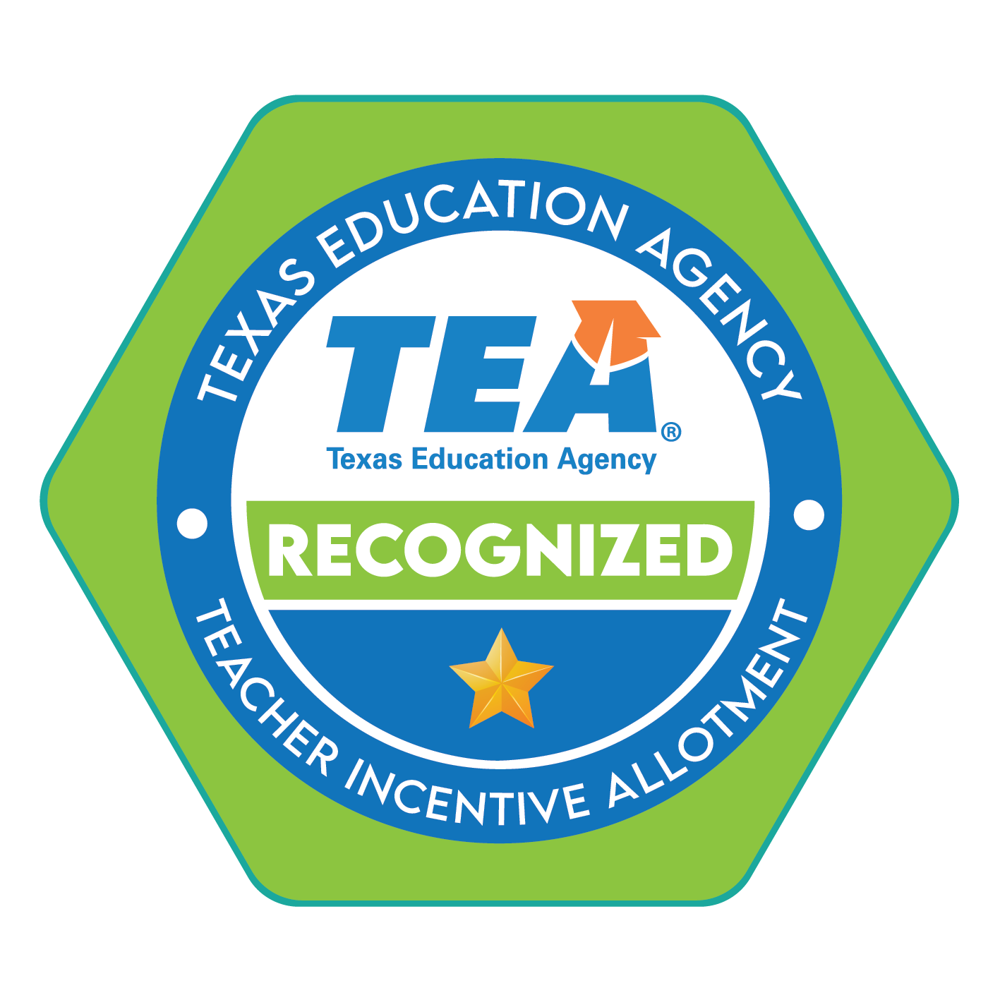 TEXAS EDUCATION AGENCY
TEA®
Texas Education Agency
RECOGNIZED
TEACHER INCENTIVE ALLOTMENT